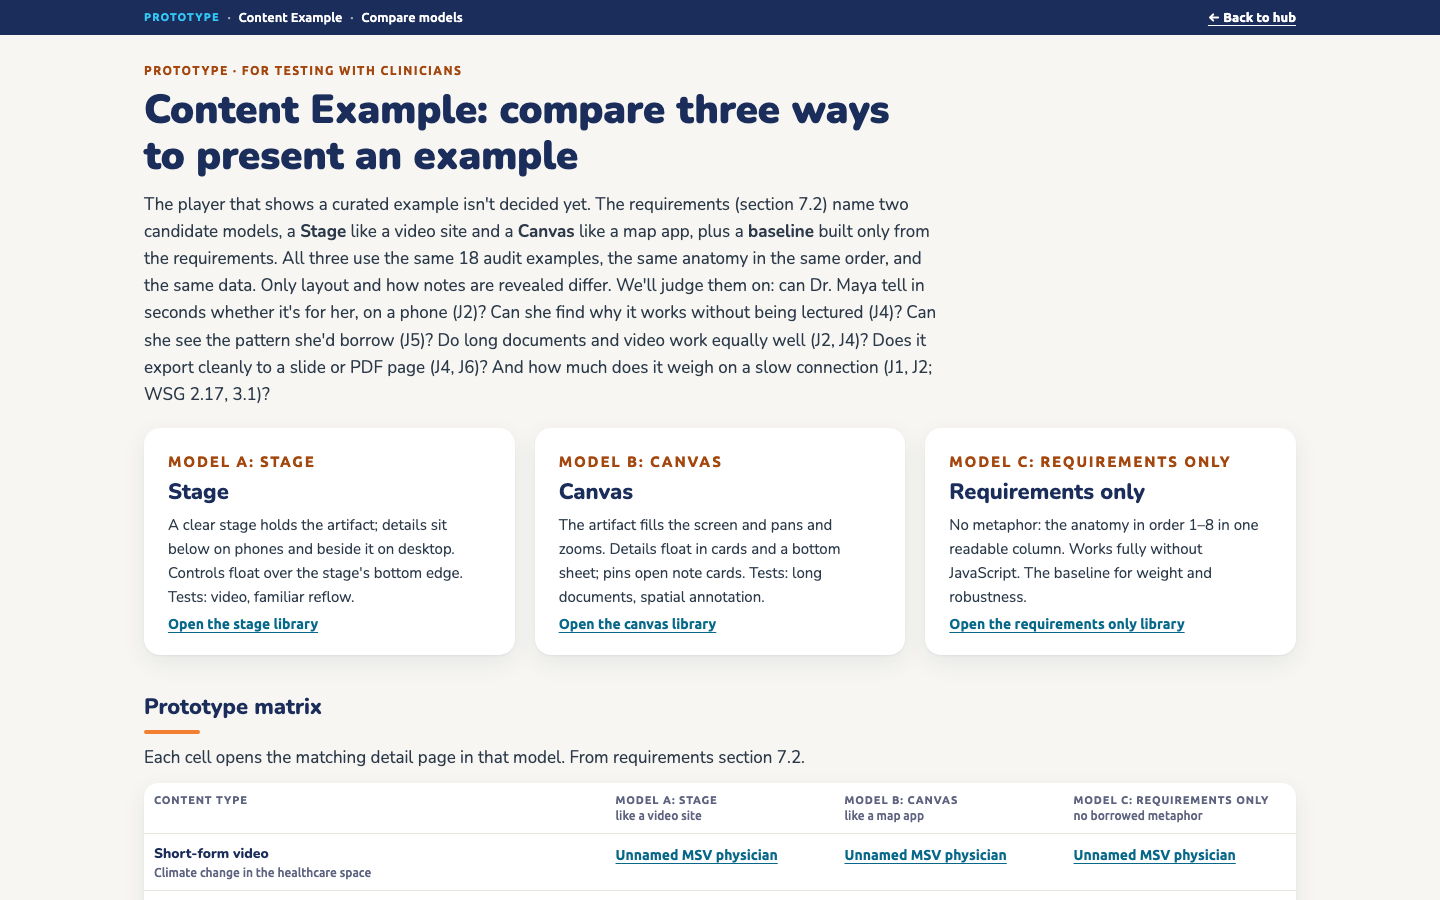 PROTOTYPE · Content Example · Compare models
← Back to hub
PROTOTYPE · FOR TESTING WITH CLINICIANS
Content Example: compare three ways
to present an example
The player that shows a curated example isn't decided yet. The requirements (section 7.2) name two
candidate models, a Stage like a video site and a Canvas like a map app, plus a baseline built only from
the requirements. All three use the same 18 audit examples, the same anatomy in the same order, and
the same data. Only layout and how notes are revealed differ. We'll judge them on: can Dr. Maya tell in
seconds whether it's for her, on a phone (J2)? Can she find why it works without being lectured (J4)? Can
she see the pattern she'd borrow (J5)? Do long documents and video work equally well (J2, J4)? Does it
export cleanly to a slide or PDF page (J4, J6)? And how much does it weigh on a slow connection (J1, J2;
WSG 2.17, 3.1)?
MODEL A: STAGE
Stage
A clear stage holds the artifact; details sit
below on phones and beside it on desktop.
Controls float over the stage's bottom edge.
Tests: video, familiar reflow.
Open the stage library
MODEL B: CANVAS
Canvas
The artifact fills the screen and pans and
zooms. Details float in cards and a bottom
sheet; pins open note cards. Tests: long
documents, spatial annotation.
Open the canvas library
MODEL C: REQUIREMENTS ONLY
Requirements only
No metaphor: the anatomy in order 1–8 in one
readable column. Works fully without
JavaScript. The baseline for weight and
robustness.
Open the requirements only library
Prototype matrix
Each cell opens the matching detail page in that model. From requirements section 7.2.
CONTENT TYPE
MODEL A: STAGE
like a video site
MODEL B: CANVAS
like a map app
MODEL C: REQUIREMENTS ONLY
no borrowed metaphor
Short-form video
Climate change in the healthcare space
Unnamed MSV physician
Unnamed MSV physician
Unnamed MSV physician